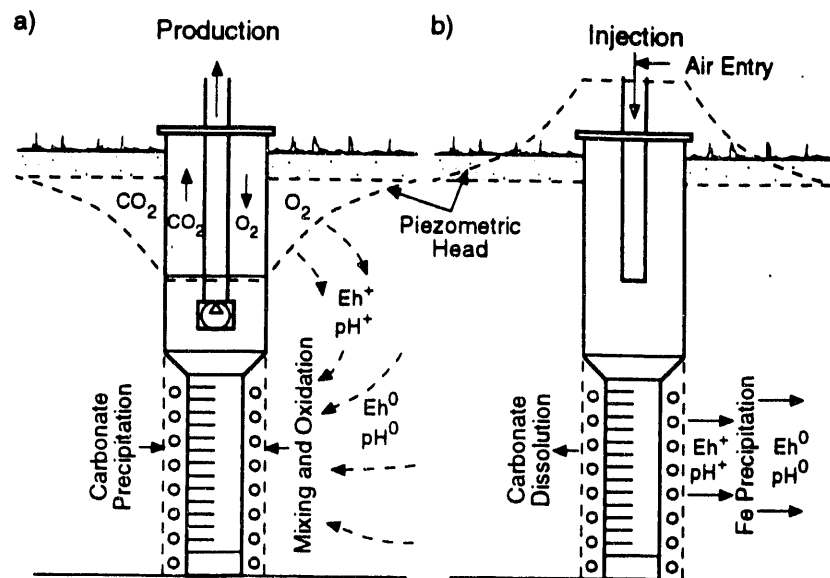 a)
Production
CO2
CO2
O2
O2
Eh+
pH+
Eh0
pH0
Carbonate
Precipitation
Mixing and Oxidation
Piezometric
Head
b)
Injection
Air Entry
Carbonate
Dissolution
Eh+
pH+
Fe Precipitation
Eh0
pH0